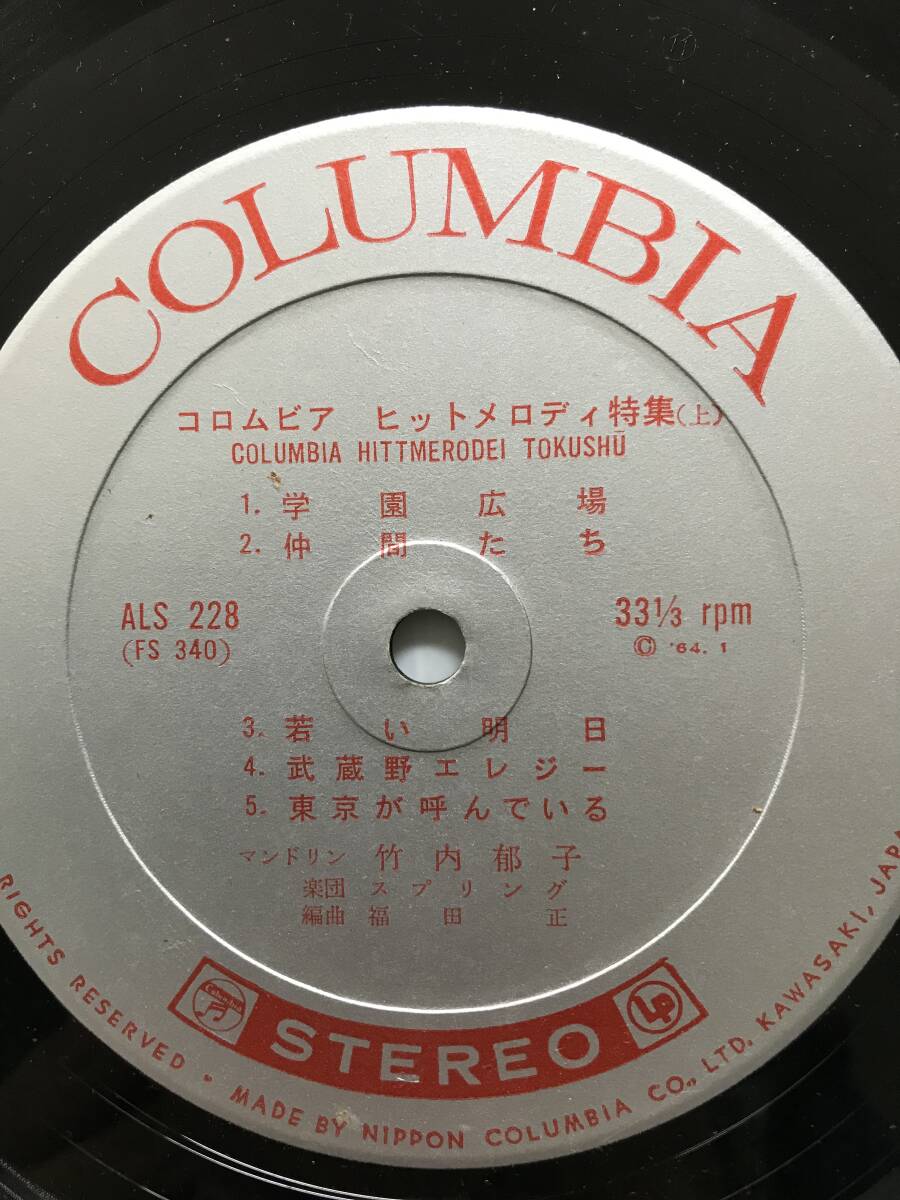 COLUMBIA
コロムビア ヒットメロディ特集(上)
COLUMBIA HITTMERODEI TOKUSHŪ
1. 学園広場
2. 仲間たち
ALS 228
(FS 340)
33⅓ rpm
© '64. 1
3. 若い明日
4. 武蔵野エレジー
5. 東京が呼んでいる
マンドリン 竹内郁子
楽団 スプリング
編曲 福田正
Columbia
STEREO
LP
RIGHTS RESERVED • MADE BY NIPPON COLUMBIA CO., LTD. KAWASAKI, JAPA